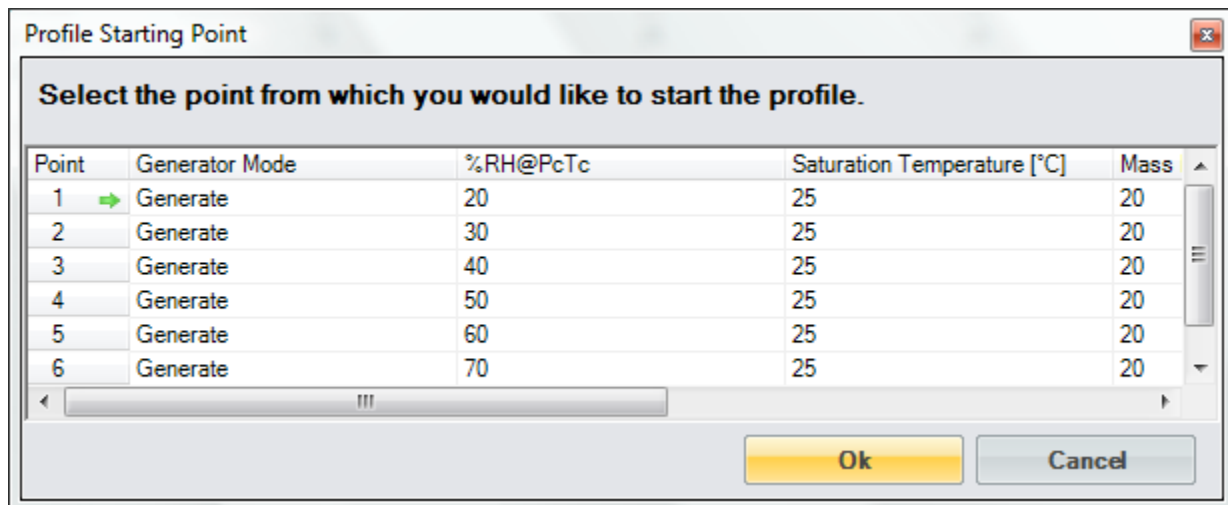 Profile Starting Point
Select the point from which you would like to start the profile.
Point Generator Mode %RH@PcTc Saturation Temperature [°C] Mass
1 Generate 20 25 20
2 Generate 30 25 20
3 Generate 40 25 20
4 Generate 50 25 20
5 Generate 60 25 20
6 Generate 70 25 20
Ok Cancel